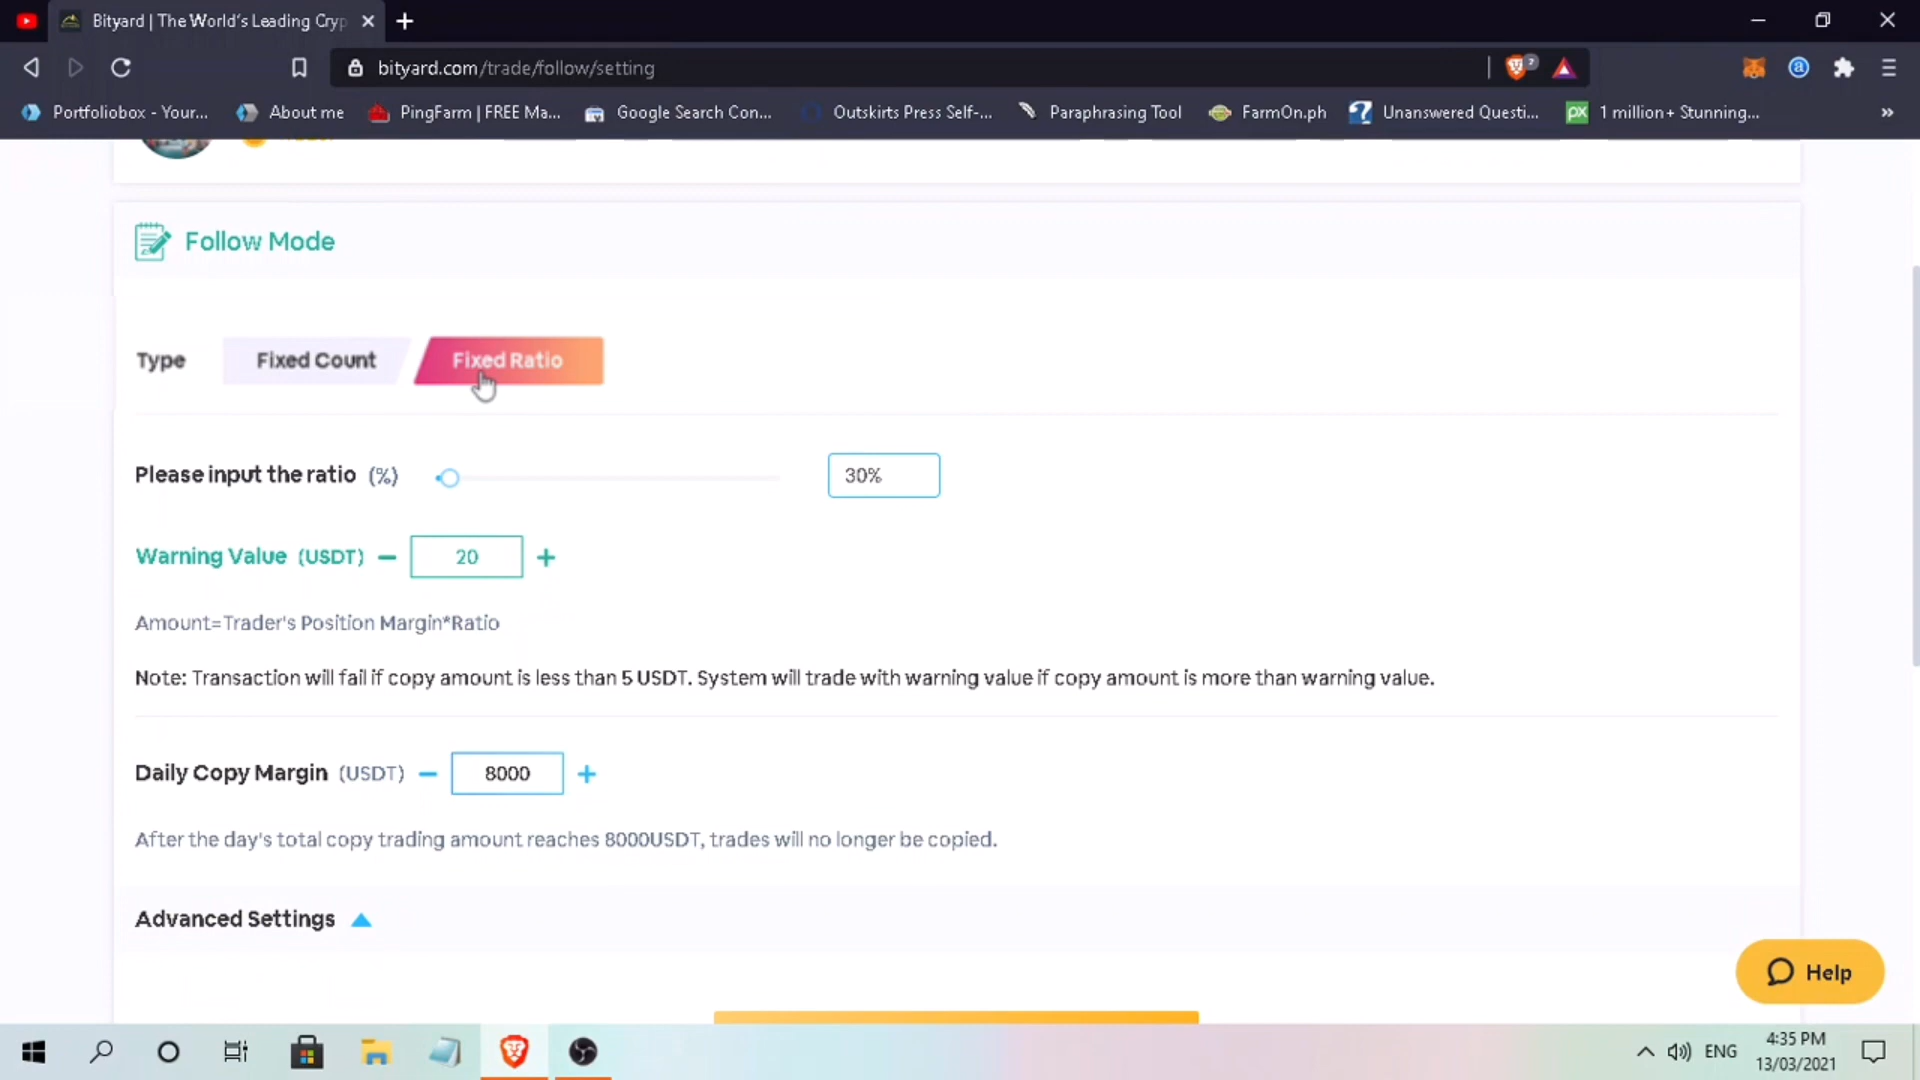 Bityard | The World's Leading Cryp
bityard.com/trade/follow/setting
2
Portfoliobox - Your...
About me
PingFarm | FREE Ma...
Google Search Con...
Outskirts Press Self-...
Paraphrasing Tool
FarmOn.ph
Unanswered Questi...
px
1 million+ Stunning...
»
Follow Mode
Type
Fixed Count
Fixed Ratio
Please input the ratio (%)
30%
Warning Value (USDT) − 20 +
Amount=Trader's Position Margin*Ratio
Note: Transaction will fail if copy amount is less than 5 USDT. System will trade with warning value if copy amount is more than warning value.
Daily Copy Margin (USDT) − 8000 +
After the day's total copy trading amount reaches 8000USDT, trades will no longer be copied.
Advanced Settings
Help
ENG
4:35 PM
13/03/2021